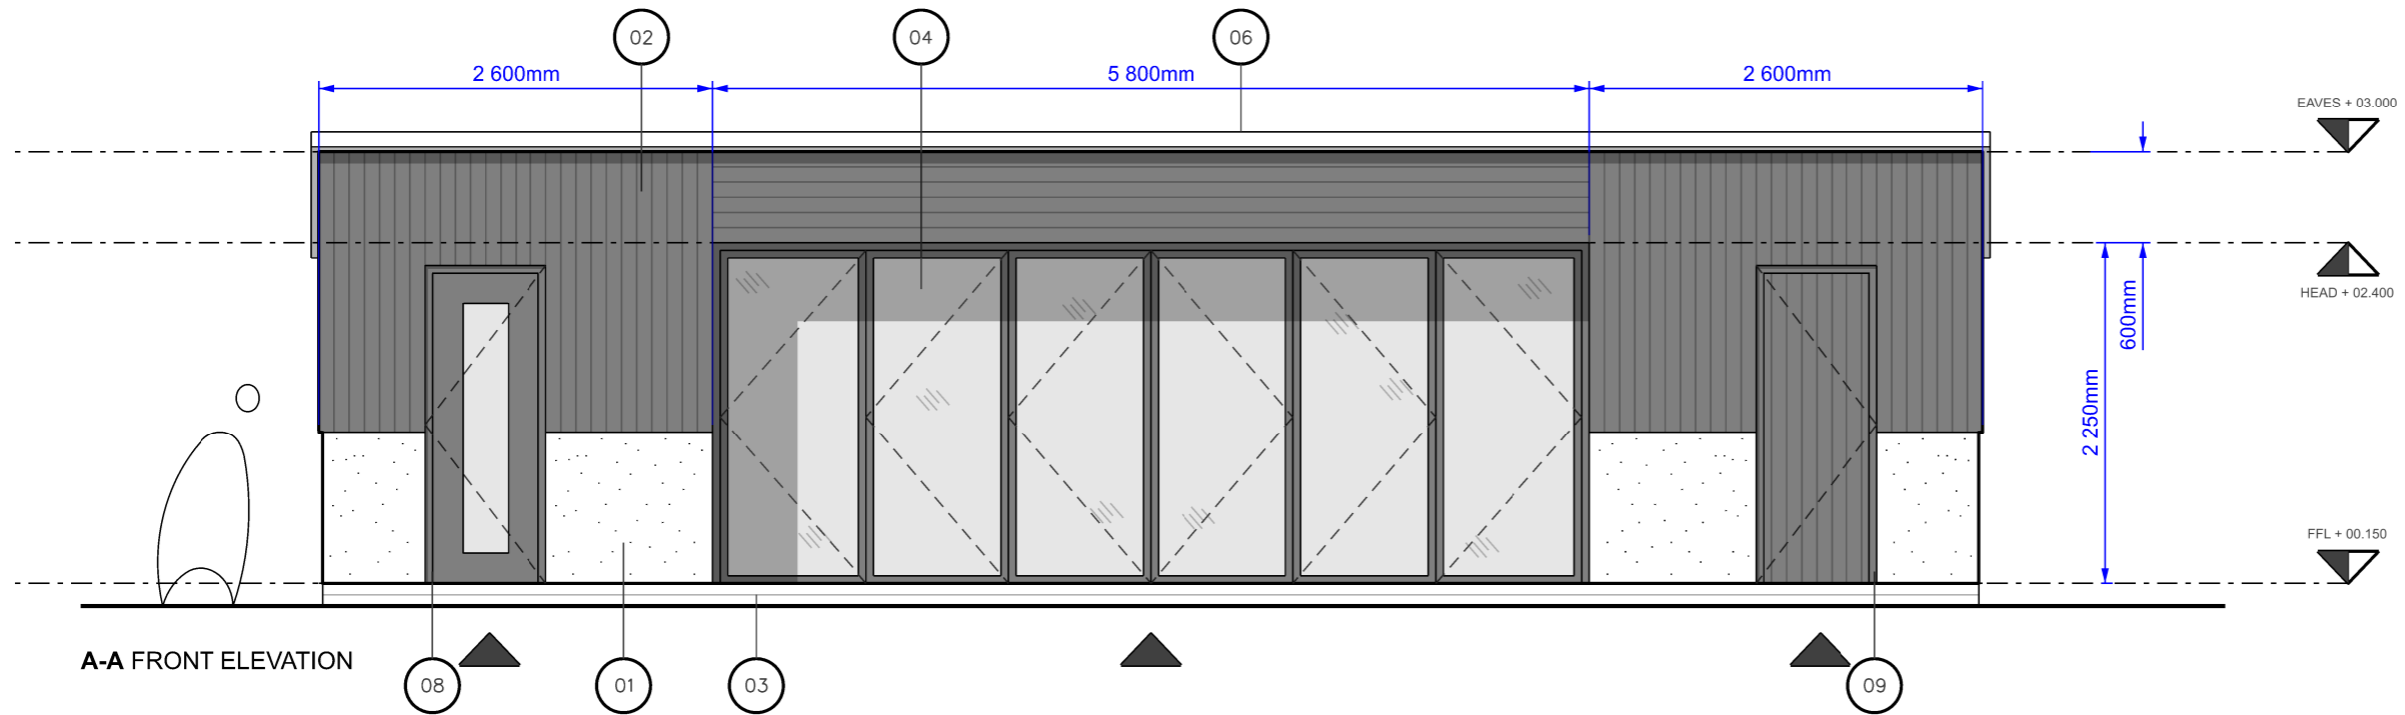 02
04
06
2 600mm
5 800mm
2 600mm
EAVES + 03.000
HEAD + 02.400
600mm
2 250mm
FFL + 00.150
A-A FRONT ELEVATION
08
01
03
09